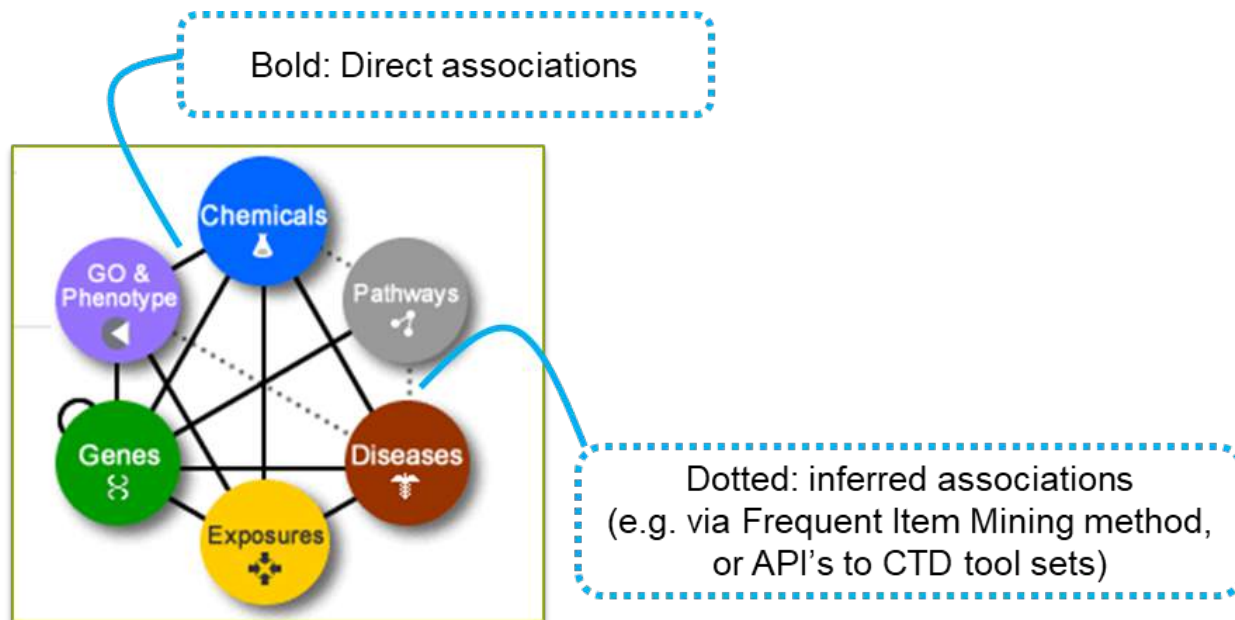 Bold: Direct associations
Chemicals
GO &
Phenotype
Pathways
Genes
Diseases
Exposures
Dotted: inferred associations
(e.g. via Frequent Item Mining method,
or API's to CTD tool sets)